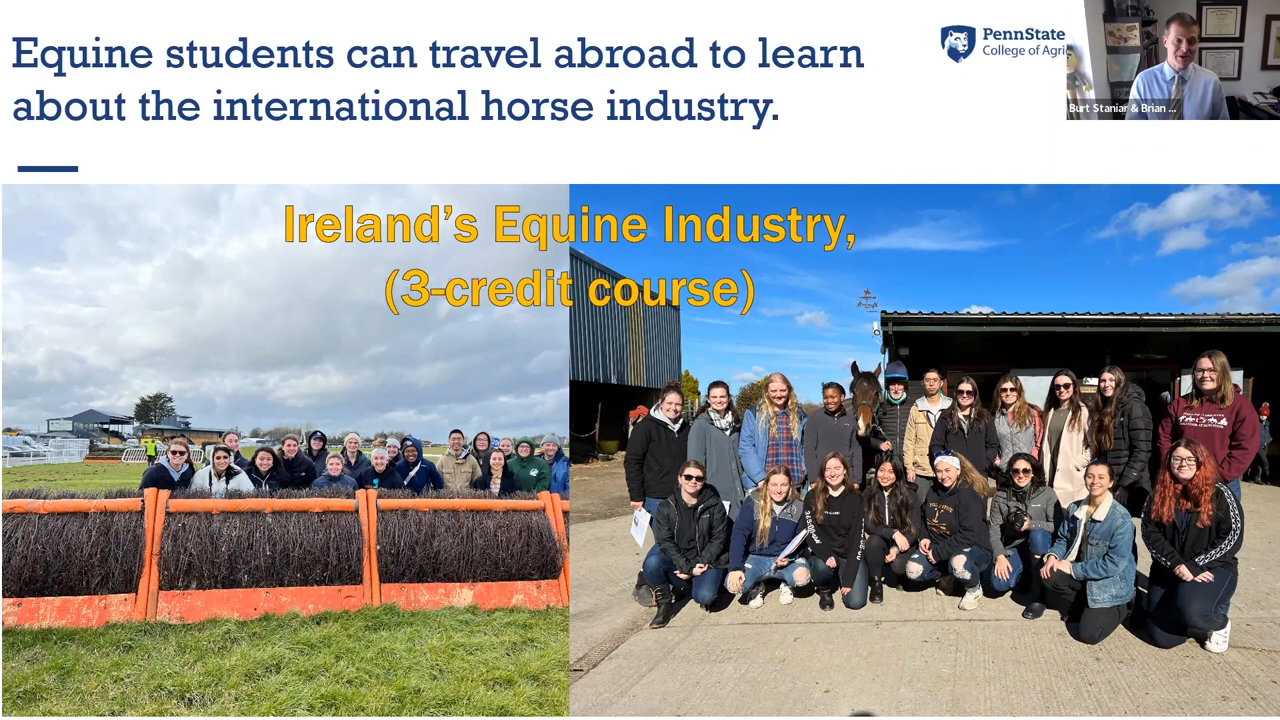 Equine students can travel abroad to learn
about the international horse industry.
PennState
College of Agric
Burt Staniar & Brian ...
Ireland's Equine Industry,
(3-credit course)